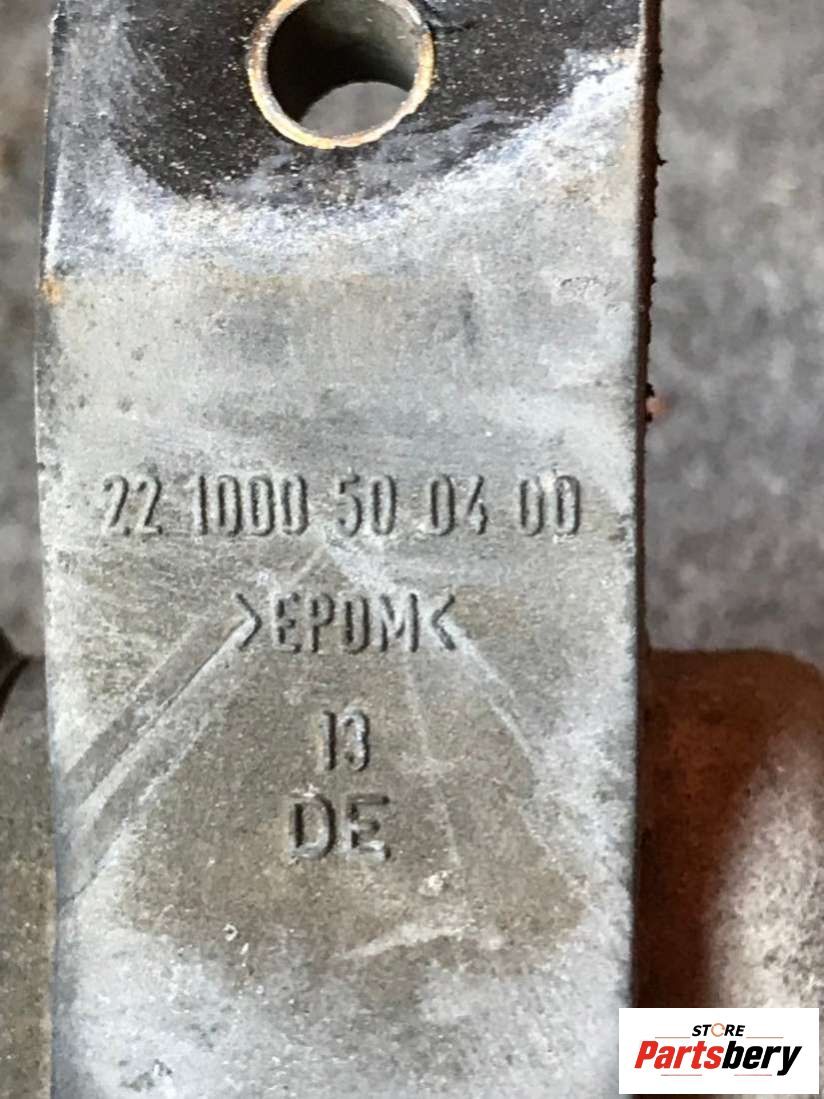 22 1000 50 04 00
>EPDM<
13
DE
STORE
Partsbery